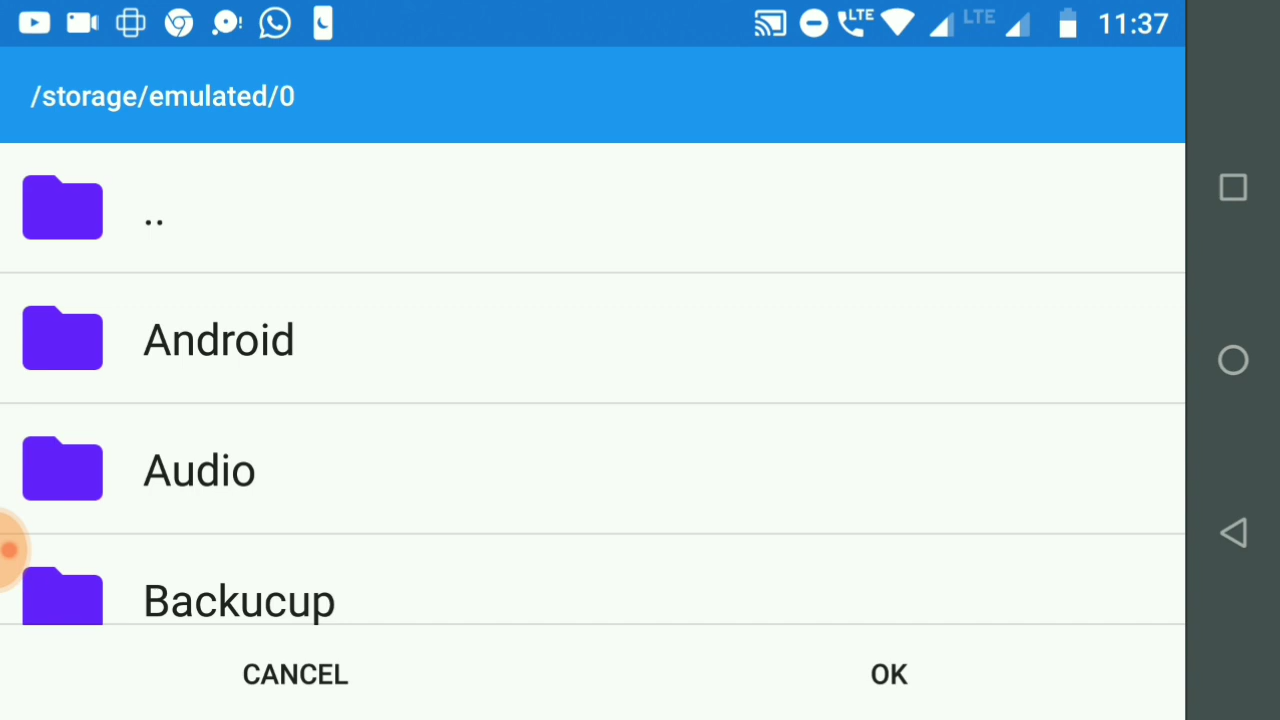 LTE LTE 11:37
/storage/emulated/0
..
Android
Audio
Backucup
CANCEL OK